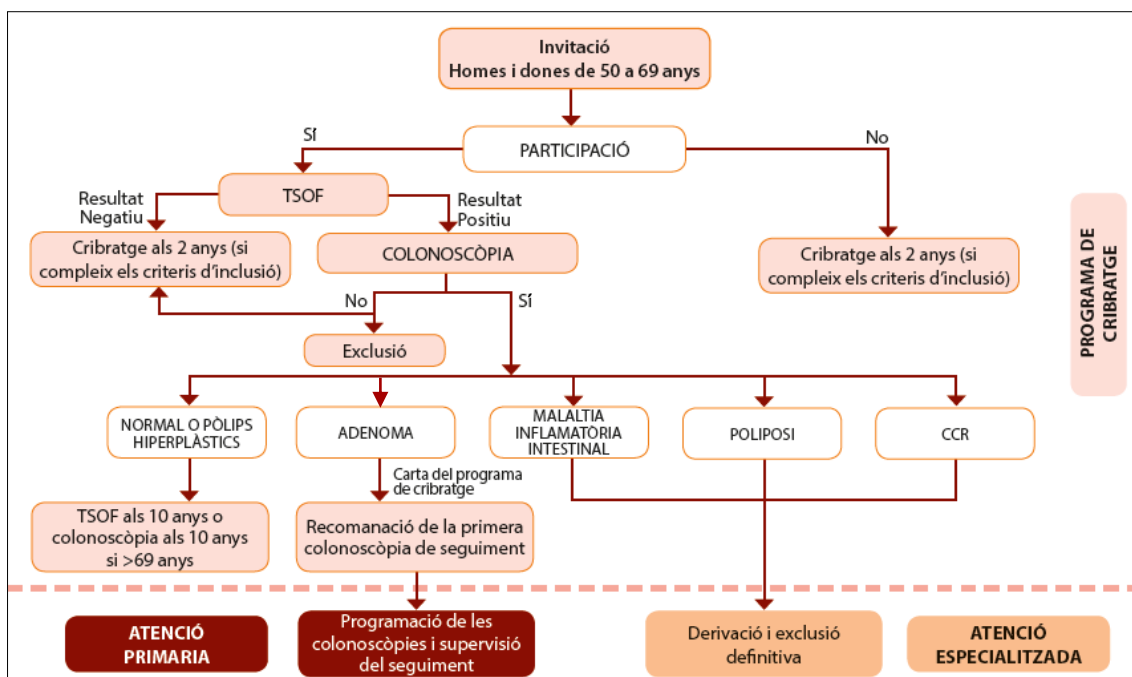 Invitació
Homes i dones de 50 a 69 anys
Sí
No
PARTICIPACIÓ
TSOF
Resultat
Negatiu
Resultat
Positiu
Cribratge als 2 anys (si
compleix els criteris d'inclusió)
COLONOSCÒPIA
Cribratge als 2 anys (si
compleix els criteris d'inclusió)
No
Sí
Exclusió
PROGRAMA DE
CRIBRATGE
NORMAL O PÒLIPS
HIPERPLÀSTICS
ADENOMA
MALALTIA
INFLAMATÒRIA
INTESTINAL
POLIPOSI
CCR
Carta del programa
de cribratge
TSOF als 10 anys o
colonoscòpia als 10 anys
si >69 anys
Recomanació de la primera
colonoscòpia de seguiment
ATENCIÓ
PRIMARIA
Programació de les
colonoscòpies i supervisió
del seguiment
Derivació i exclusió
definitiva
ATENCIÓ
ESPECIALITZADA